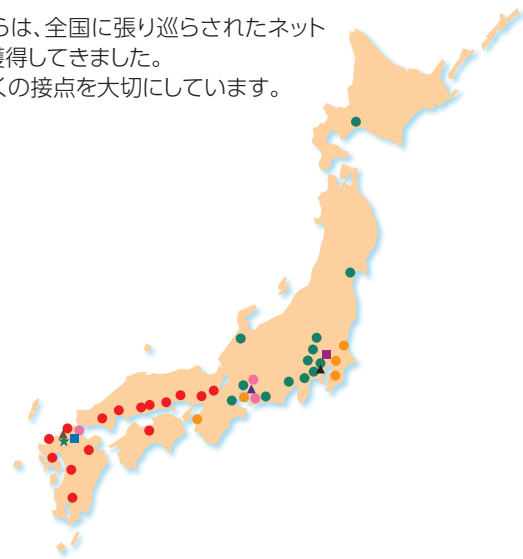 らは、全国に張り巡らされたネット
獲得してきました。
くの接点を大切にしています。